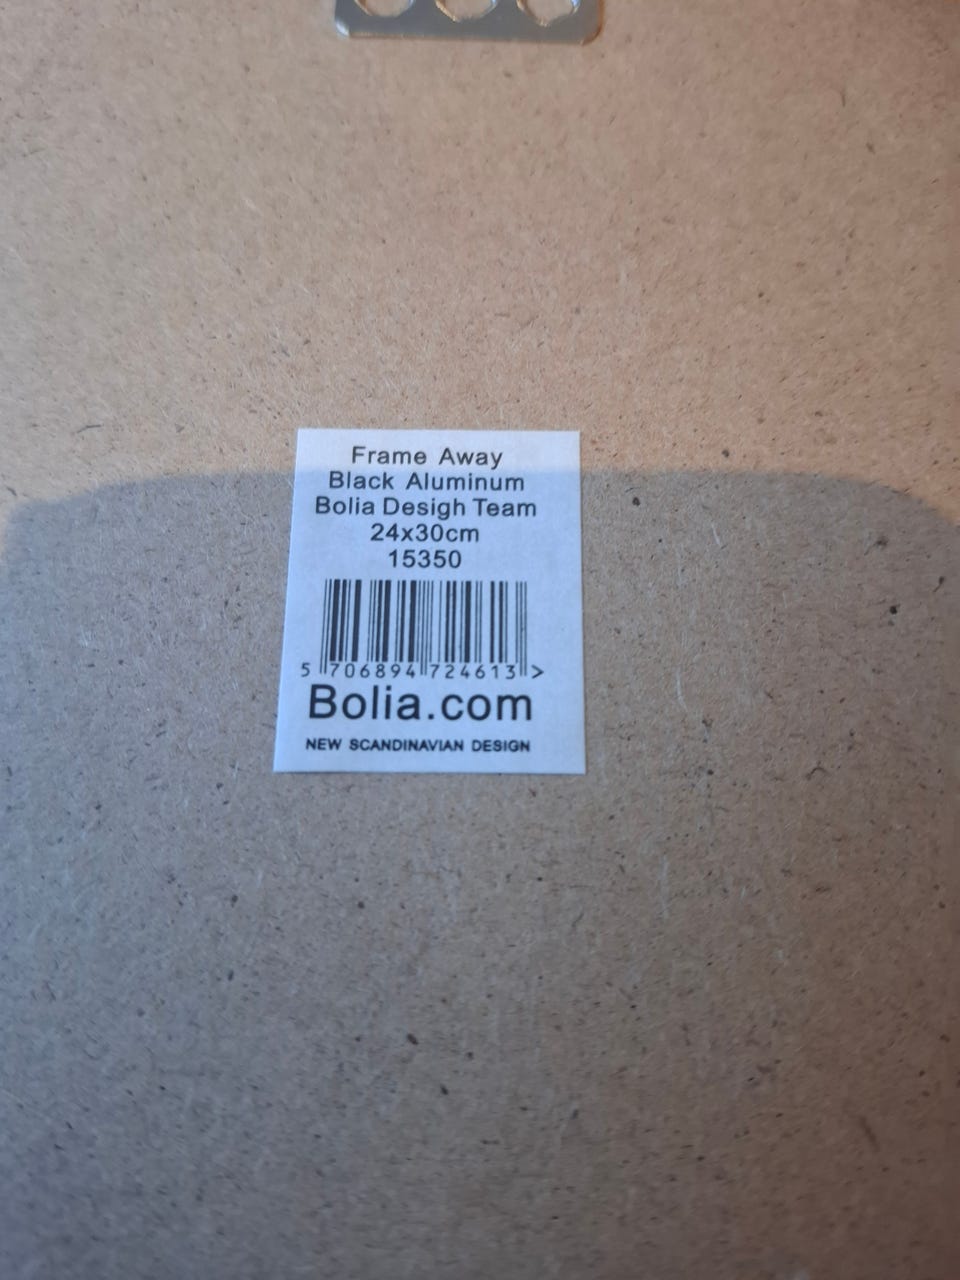 Frame Away
Black Aluminum
Bolia Desigh Team
24x30cm
15350
5 706894 724613 >
Bolia.com
NEW SCANDINAVIAN DESIGN